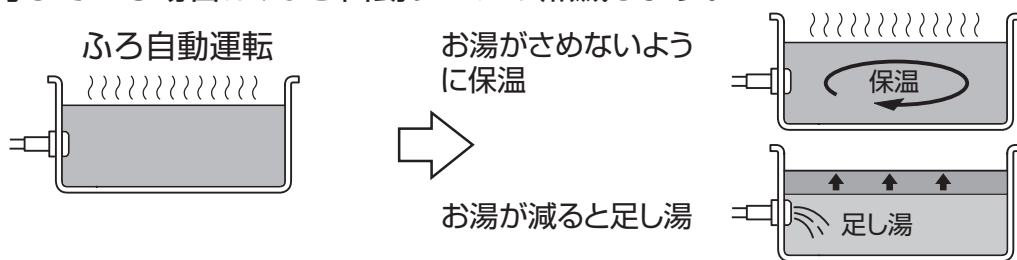 ふろ自動運転
お湯がさめないよう
に保温
保温
お湯が減ると足し湯
足し湯